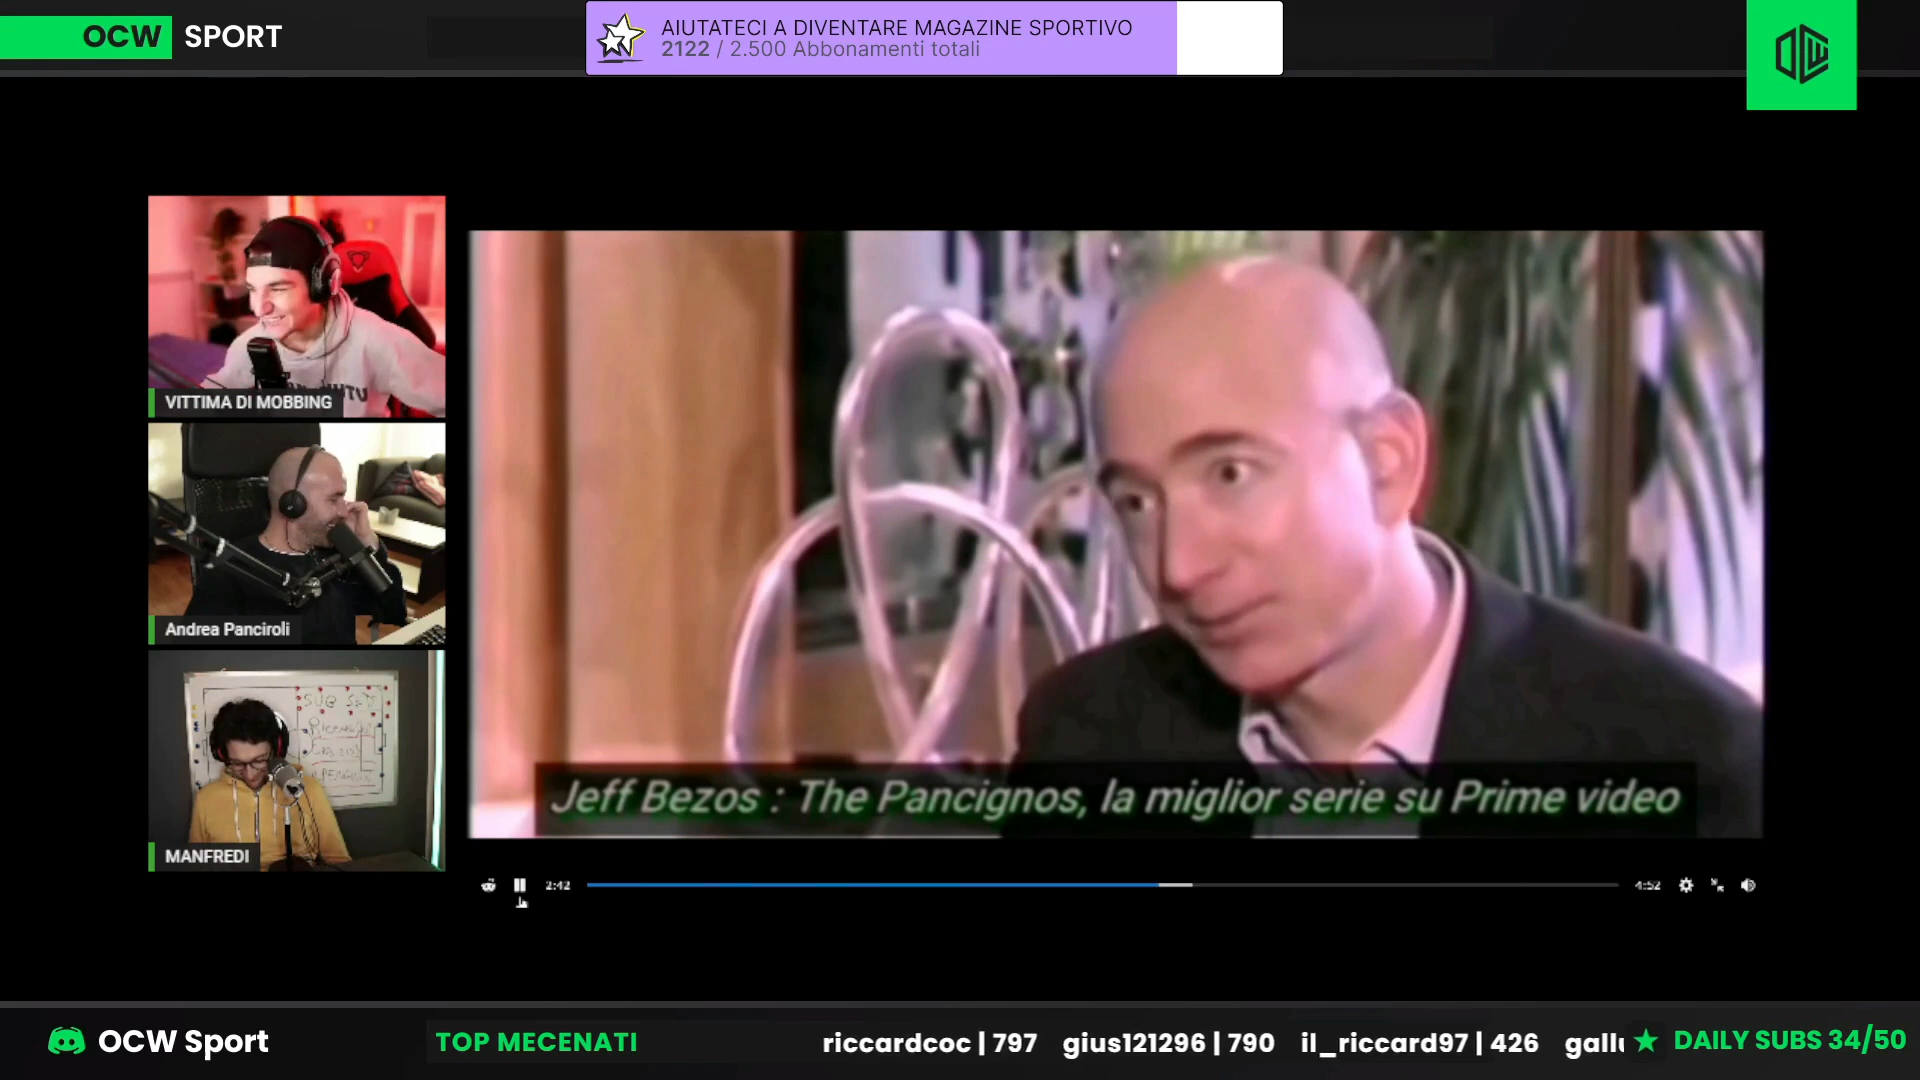 OCW SPORT
AIUTATECI A DIVENTARE MAGAZINE SPORTIVO
2122 / 2.500 Abbonamenti totali
VITTIMA DI MOBBING
Andrea Panciroli
SUB
MANFREDI
Jeff Bezos : The Pancignos, la miglior serie su Prime video
2:42
4:52
OCW Sport
TOP MECENATI
riccardcoc | 797 gius121296 | 790 il_riccard97 | 426
DAILY SUBS 34/50